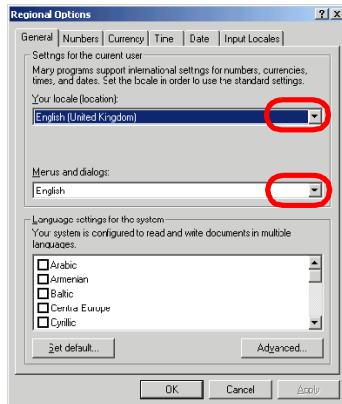 Regional Options
General Numbers Currency Time Date Input Locales
Settings for the current user
Many programs support international settings for numbers, currencies,
times, and dates. Set the locale in order to use the standard settings.
Your locale (location):
English (United Kingdom)
Menus and dialogs:
English
Language settings for the system
Your system is configured to read and write documents in multiple
languages.
Arabic
Armenian
Baltic
Central Europe
Cyrillic
Set default... Advanced...
OK Cancel Apply